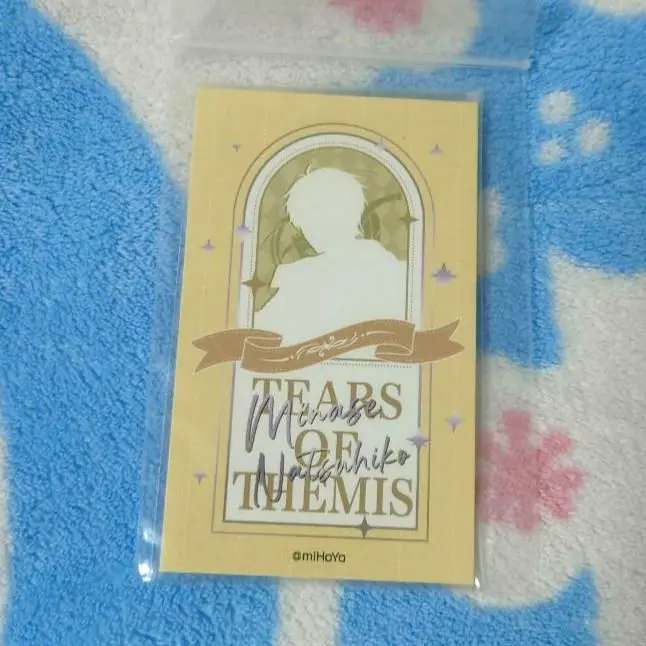 TEARS
Minase
OF
Natsuhiko
THEMIS
©miHoYo